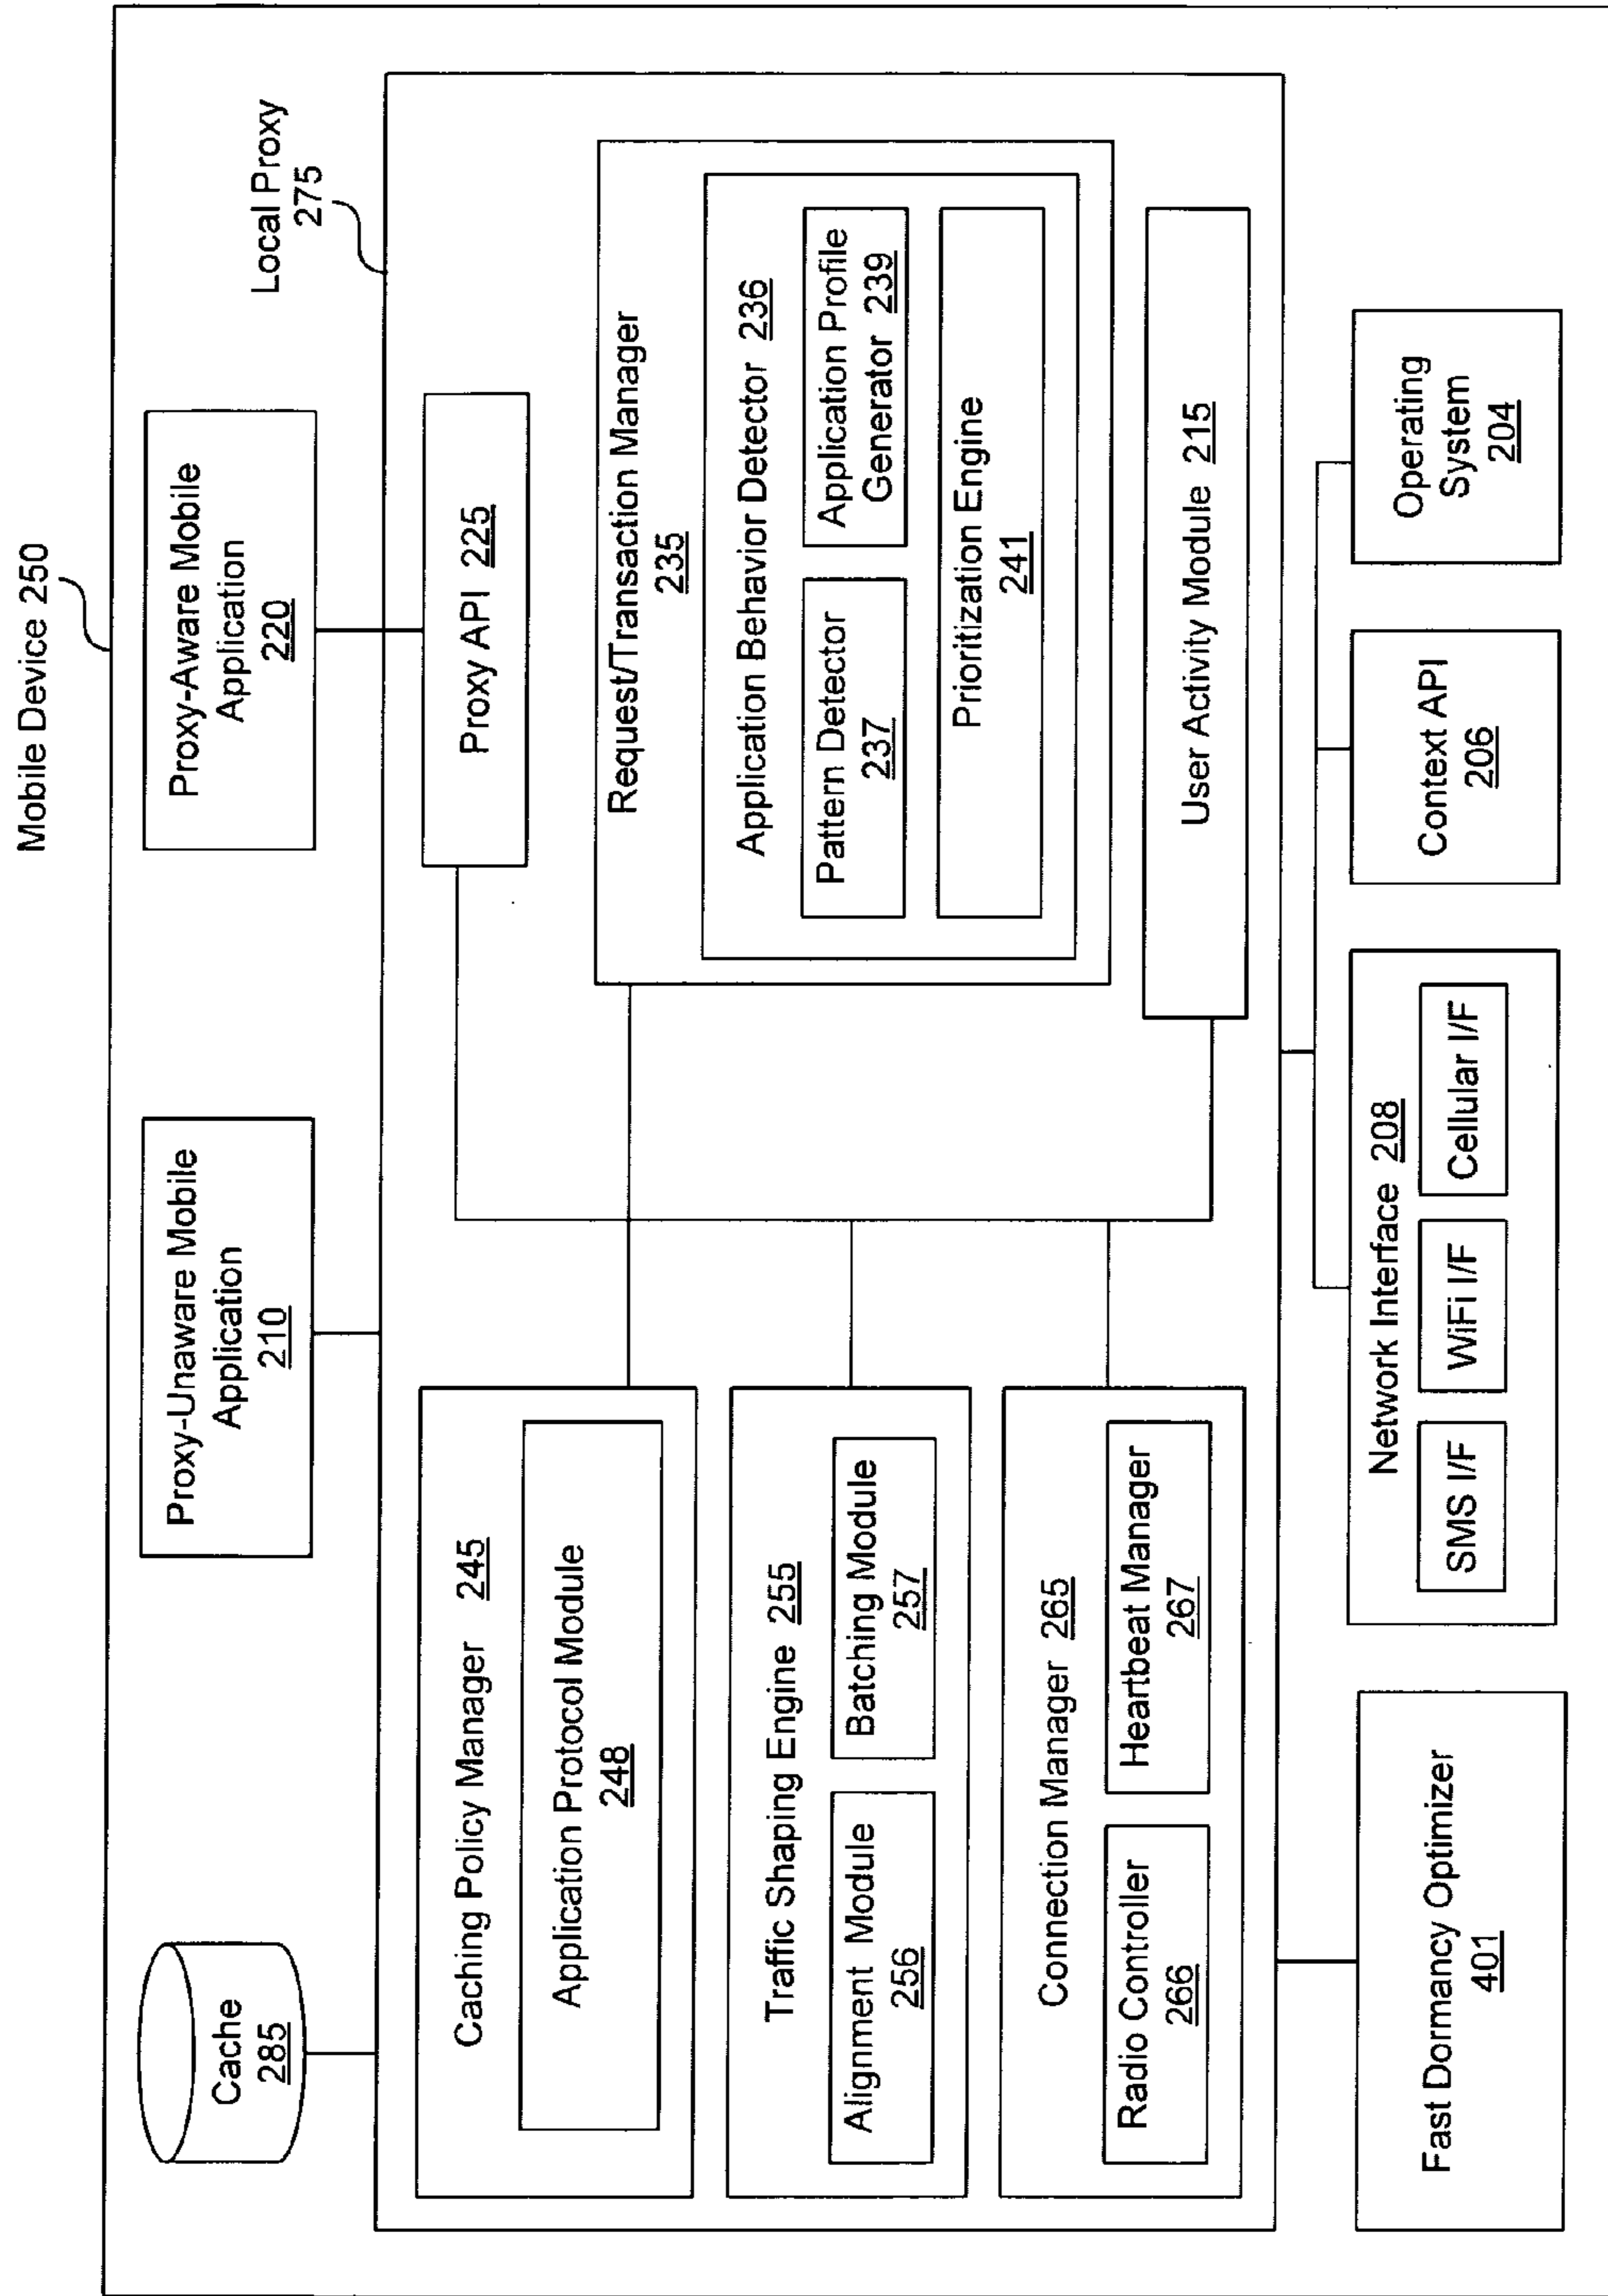 Mobile Device 250
Local Proxy
275
Cache
285
Proxy-Unaware Mobile
Application
210
Proxy-Aware Mobile
Application
220
Caching Policy Manager 245
Application Protocol Module
248
Traffic Shaping Engine 255
Alignment Module
256
Batching Module
257
Connection Manager 265
Radio Controller
266
Heartbeat Manager
267
Proxy API 225
Request/Transaction Manager
235
Application Behavior Detector 236
Pattern Detector
237
Application Profile
Generator 239
Prioritization Engine
241
User Activity Module 215
Fast Dormancy Optimizer
401
Network Interface 208
SMS I/F
WiFi I/F
Cellular I/F
Context API
206
Operating
System
204